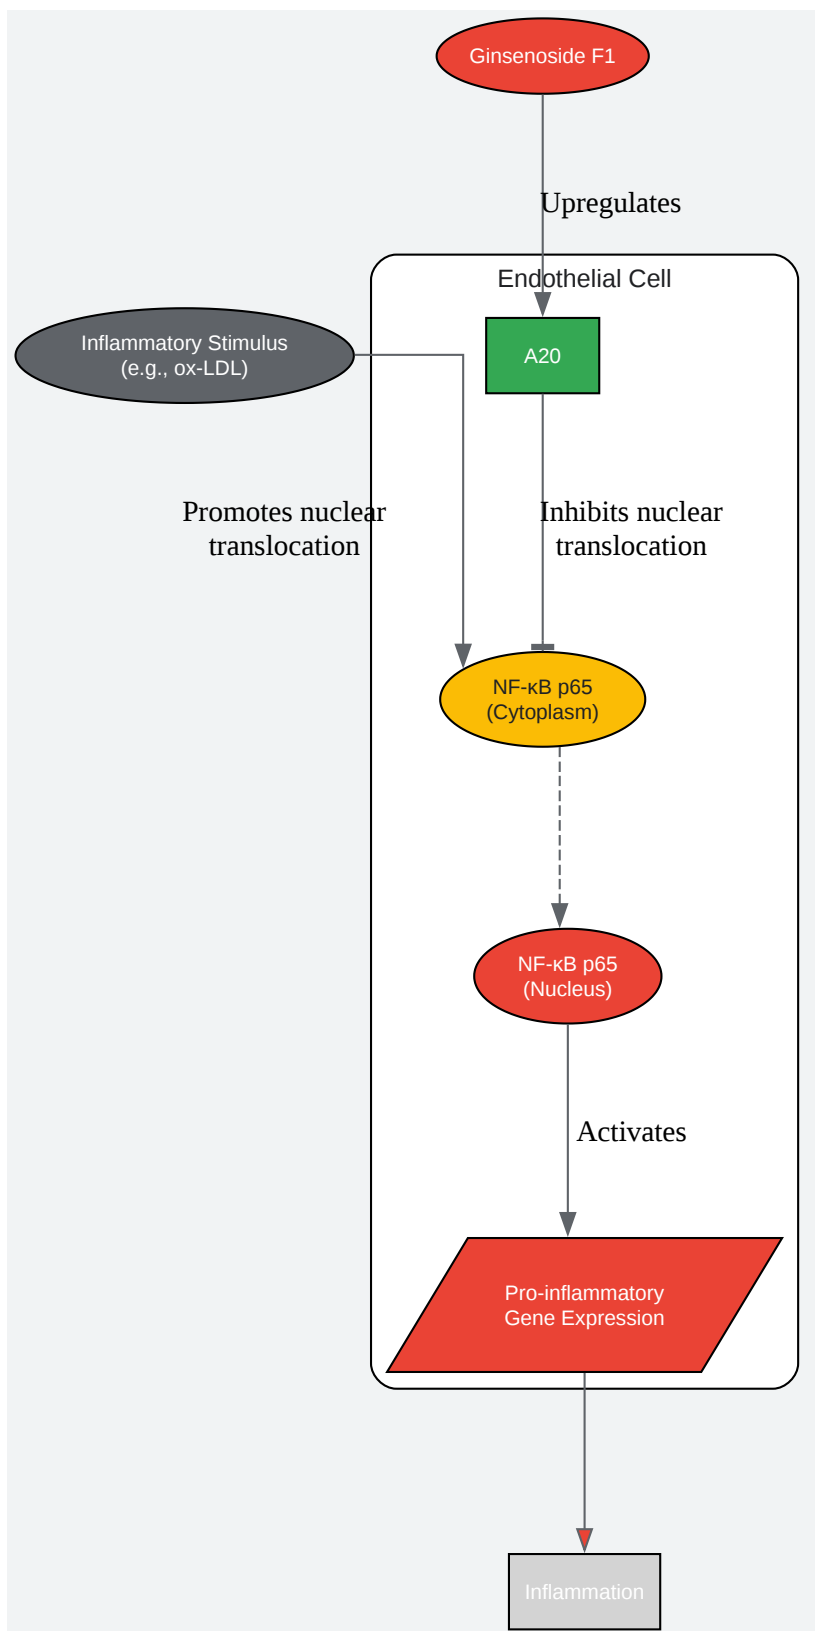 Ginsenoside F1
Upregulates
Endothelial Cell
Inflammatory Stimulus
(e.g., ox-LDL)
A20
Promotes nuclear
translocation
Inhibits nuclear
translocation
NF-κB p65
(Cytoplasm)
NF-κB p65
(Nucleus)
Activates
Pro-inflammatory
Gene Expression
Inflammation